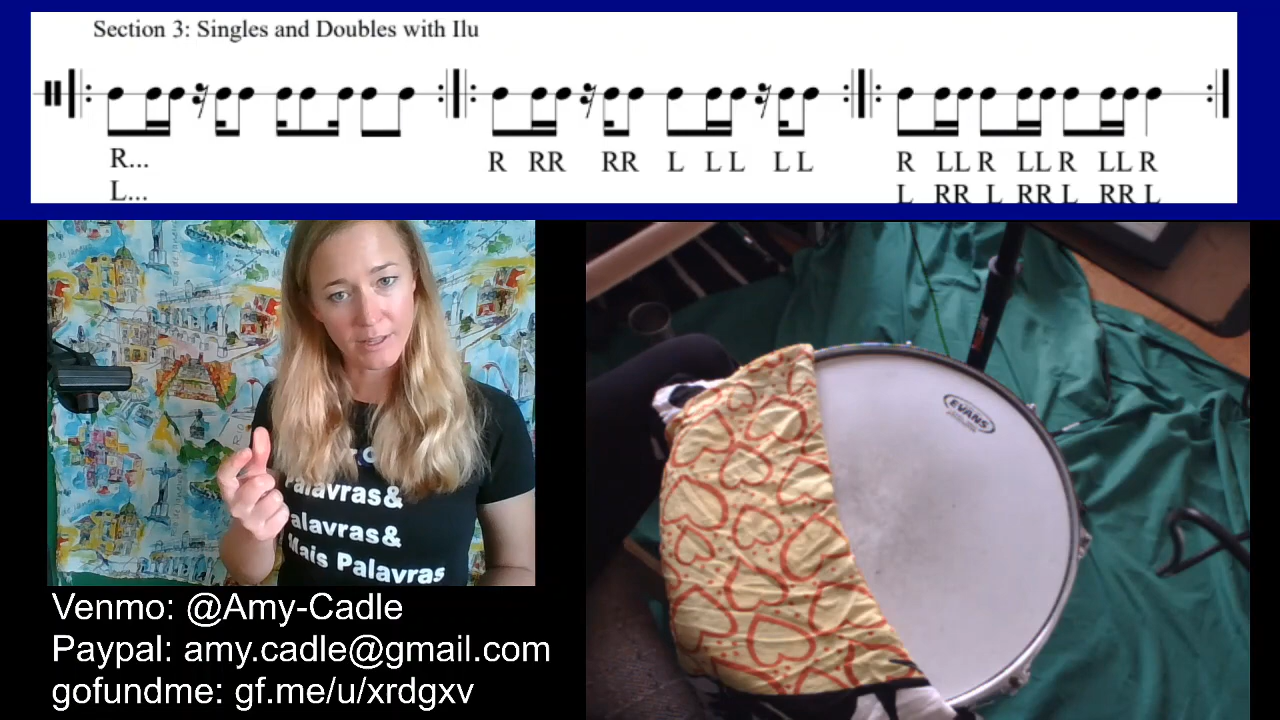 Section 3: Singles and Doubles with Ilu
R...
L...
R RR RR L LL LL
R LL R LL R LL R
L RR L RR L RR L
EVANS
Palavras&
alavras&
Mais Palavras
Venmo: @Amy-Cadle
Paypal: amy.cadle@gmail.com
gofundme: gf.me/u/xrdgxv